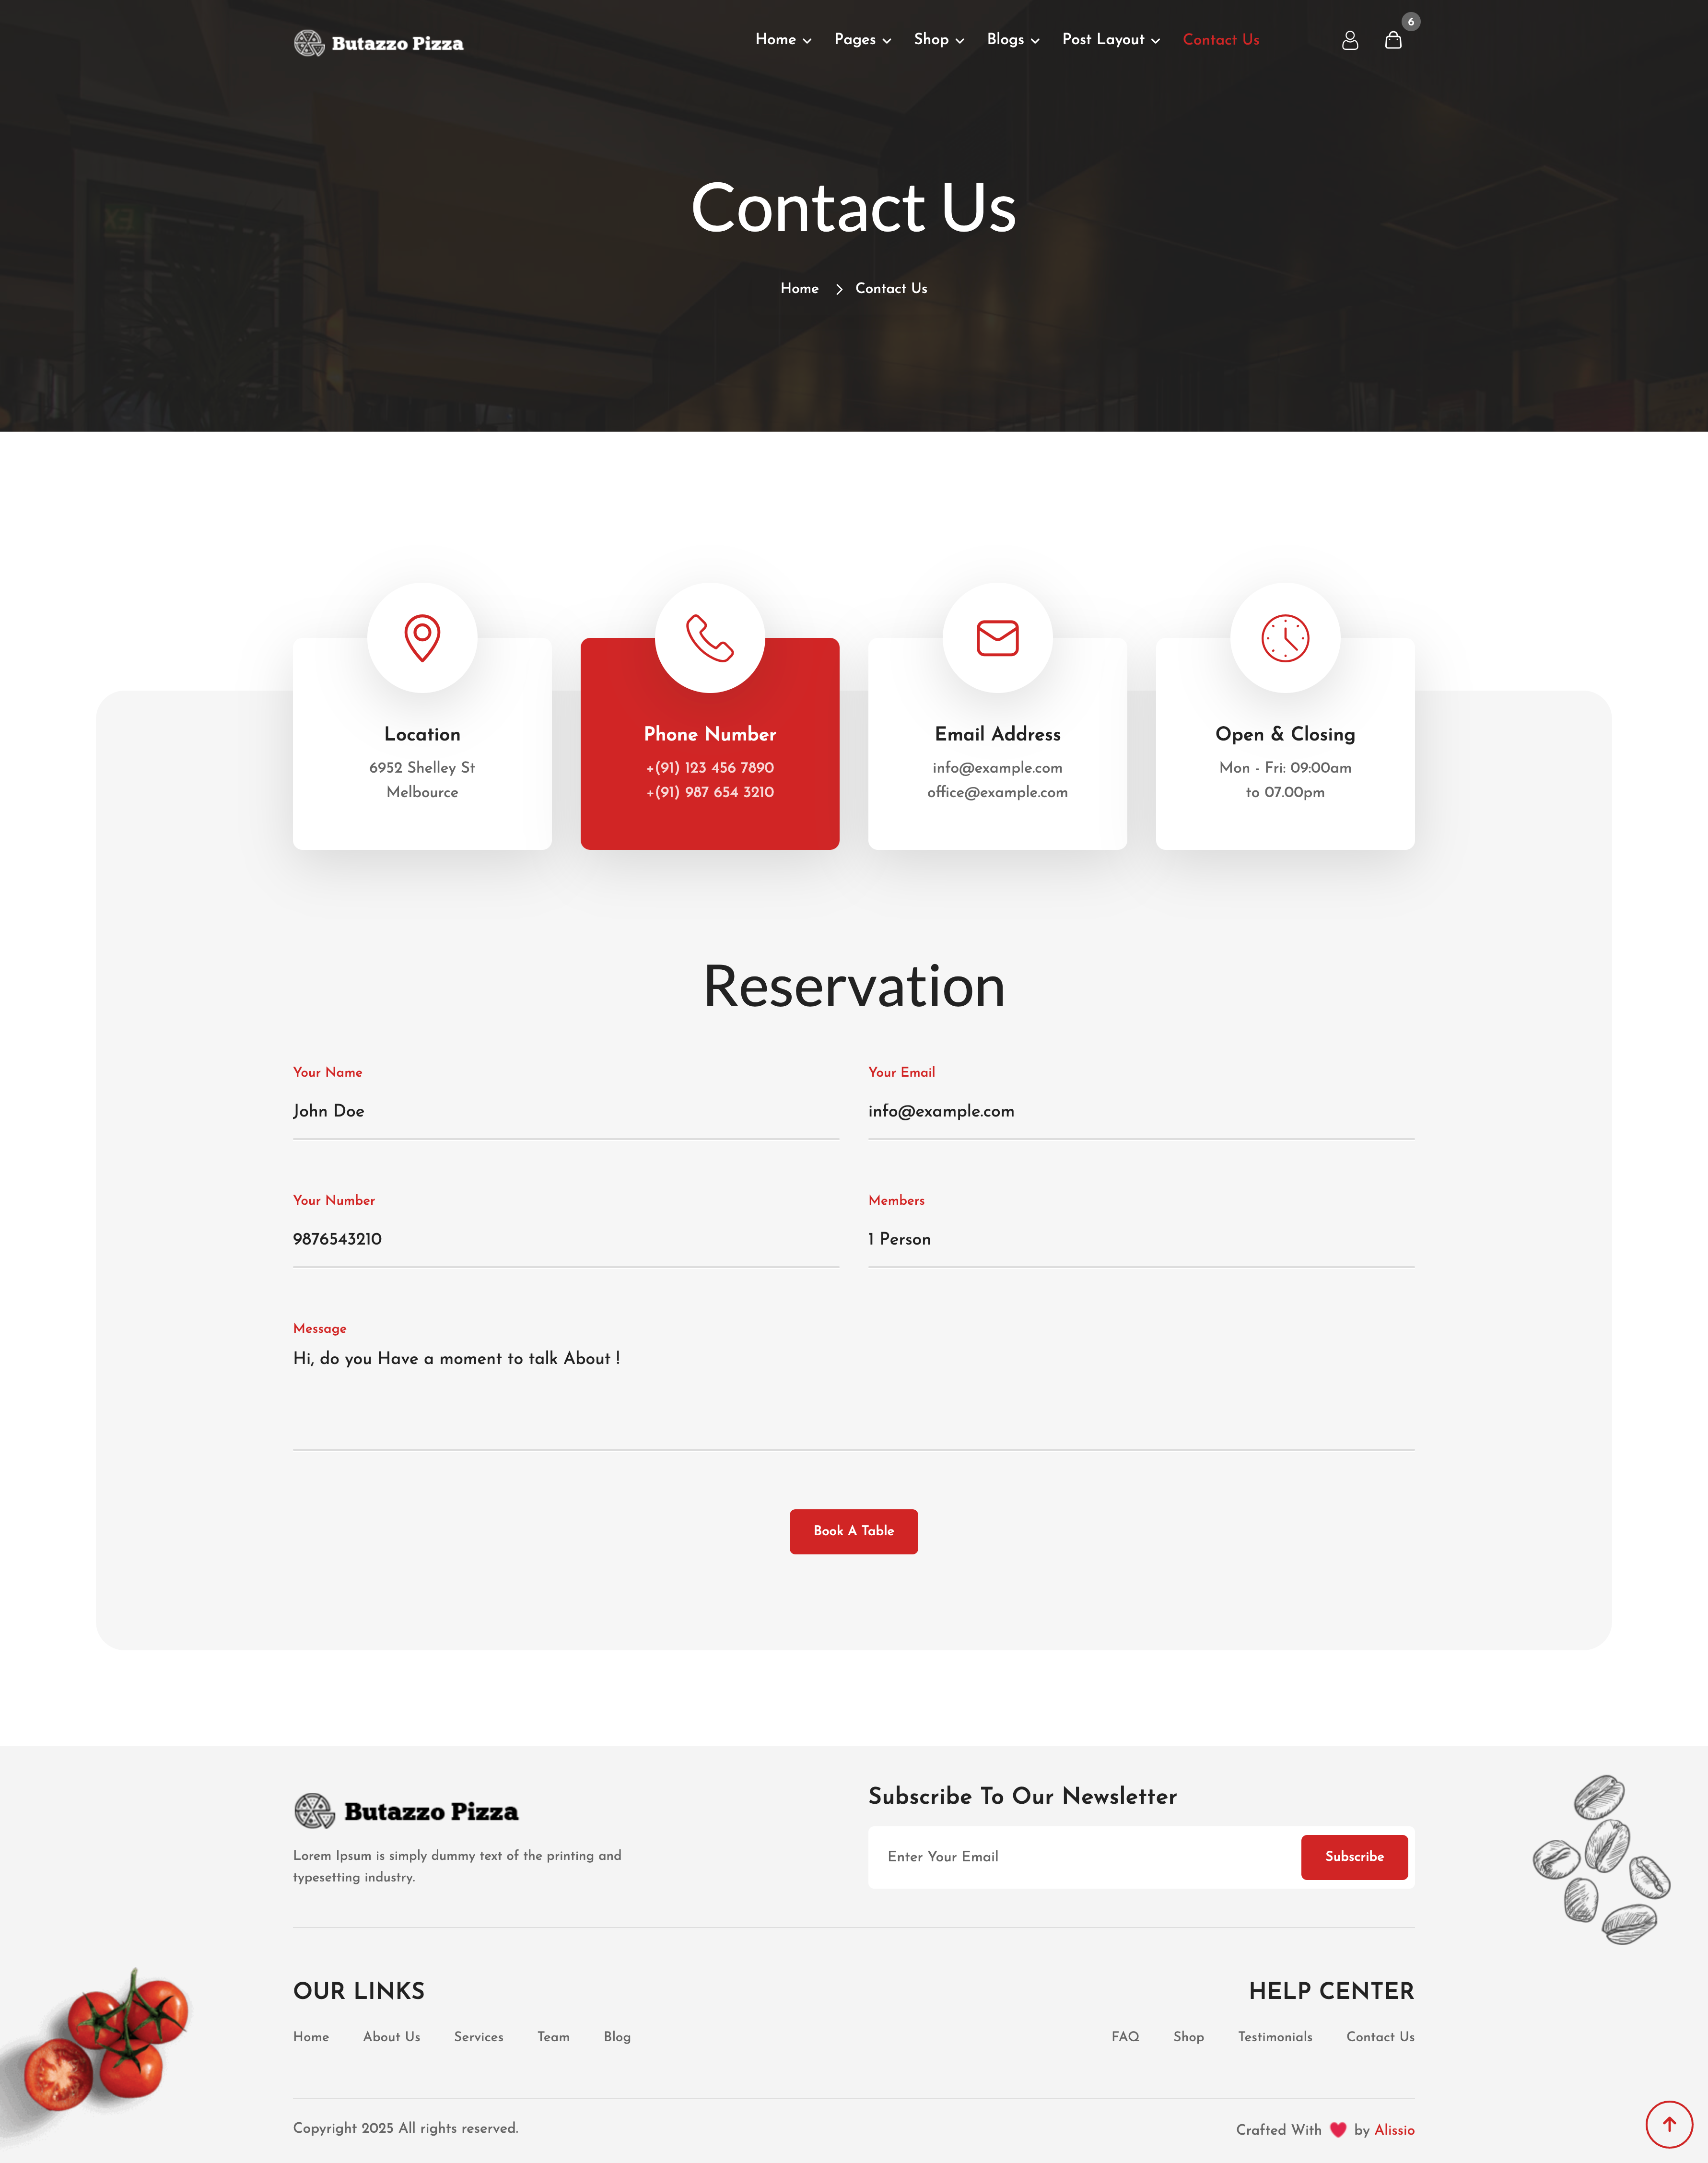 Butazzo Pizza
Home Pages Shop Blogs Post Layout Contact Us
6
Contact Us
Home Contact Us
Location
6952 Shelley St
Melbource
Phone Number
+(91) 123 456 7890
+(91) 987 654 3210
Email Address
info@example.com
office@example.com
Open & Closing
Mon - Fri: 09:00am
to 07.00pm
Reservation
Your Name
John Doe
Your Email
info@example.com
Your Number
9876543210
Members
1 Person
Message
Hi, do you Have a moment to talk About !
Book A Table
Butazzo Pizza
Lorem Ipsum is simply dummy text of the printing and
typesetting industry.
Subscribe To Our Newsletter
Enter Your Email
Subscribe
OUR LINKS
Home About Us Services Team Blog
HELP CENTER
FAQ Shop Testimonials Contact Us
Copyright 2025 All rights reserved.
Crafted With ❤ by Alissio